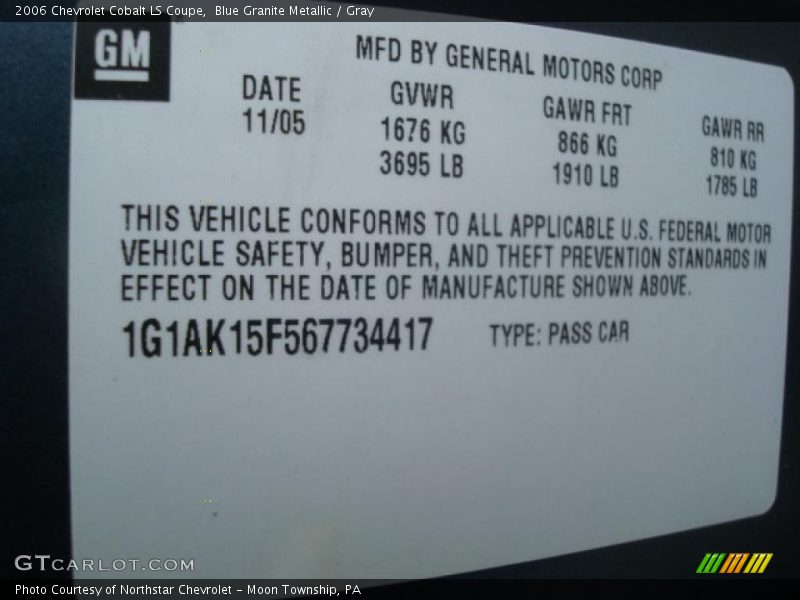 2006 Chevrolet Cobalt LS Coupe,  Blue Granite Metallic / Gray
GM
MFD BY GENERAL MOTORS CORP
DATE GVWR GAWR FRT GAWR RR
11/05 1676 KG 866 KG 810 KG
3695 LB 1910 LB 1785 LB
THIS VEHICLE CONFORMS TO ALL APPLICABLE U.S. FEDERAL MOTOR
VEHICLE SAFETY, BUMPER, AND THEFT PREVENTION STANDARDS IN
EFFECT ON THE DATE OF MANUFACTURE SHOWN ABOVE.
1G1AK15F567734417 TYPE: PASS CAR
GTCARLOT.COM
Photo Courtesy of Northstar Chevrolet - Moon Township, PA